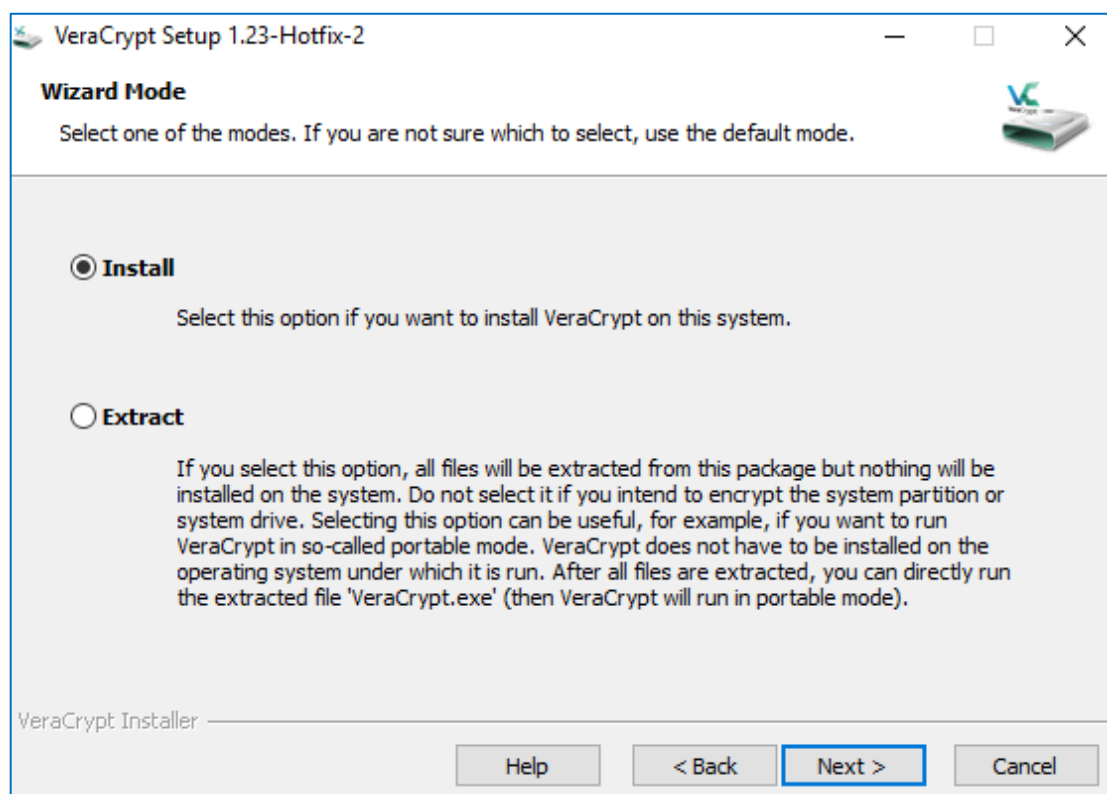 VeraCrypt Setup 1.23-Hotfix-2
Wizard Mode
Select one of the modes. If you are not sure which to select, use the default mode.
VC
Install
Select this option if you want to install VeraCrypt on this system.
Extract
If you select this option, all files will be extracted from this package but nothing will be
installed on the system. Do not select it if you intend to encrypt the system partition or
system drive. Selecting this option can be useful, for example, if you want to run
VeraCrypt in so-called portable mode. VeraCrypt does not have to be installed on the
operating system under which it is run. After all files are extracted, you can directly run
the extracted file 'VeraCrypt.exe' (then VeraCrypt will run in portable mode).
VeraCrypt Installer
Help < Back Next > Cancel